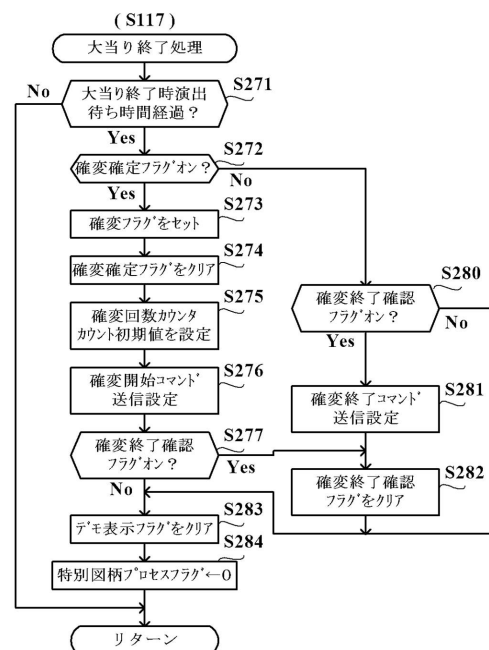 ( S117 )
大当り終了処理
S271
大当り終了時演出
待ち時間経過？
No
Yes
S272
確変確定ﾌﾗｸﾞオン？
Yes
No
S273
確変ﾌﾗｸﾞをｾｯﾄ
S274
確変確定ﾌﾗｸﾞをｸﾘｱ
S275
確変回数ｶｳﾝﾀ
ｶｳﾝﾄ初期値を設定
S276
確変開始ｺﾏﾝﾄﾞ
送信設定
S277
確変終了確認
ﾌﾗｸﾞオン？
Yes
No
S280
確変終了確認
ﾌﾗｸﾞオン？
No
Yes
S281
確変終了ｺﾏﾝﾄﾞ
送信設定
S282
確変終了確認
ﾌﾗｸﾞをｸﾘｱ
S283
ﾃﾞﾓ表示ﾌﾗｸﾞをｸﾘｱ
S284
特別図柄ﾌﾟﾛｾｽﾌﾗｸﾞ←0
リターン